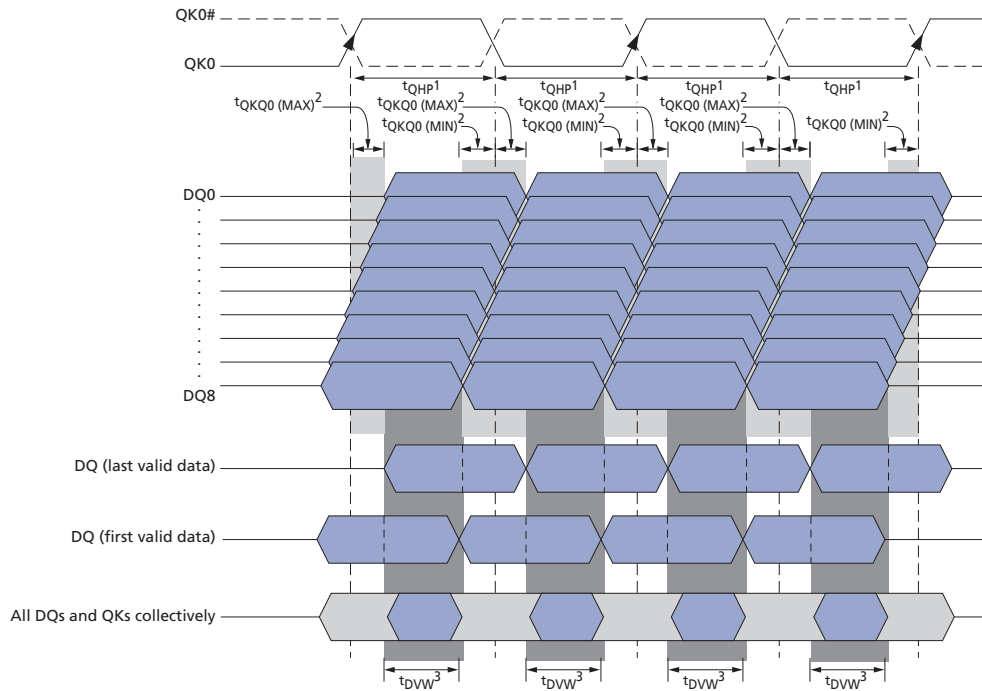 QK0#
QK0
tQHP1 tQHP1 tQHP1 tQHP1
tQKQ0 (MAX)2 tQKQ0 (MAX)2 tQKQ0 (MAX)2 tQKQ0 (MAX)2
tQKQ0 (MIN)2 tQKQ0 (MIN)2 tQKQ0 (MIN)2 tQKQ0 (MIN)2
DQ0
DQ8
DQ (last valid data)
DQ (first valid data)
All DQs and QKs collectively
tDVW3 tDVW3 tDVW3 tDVW3